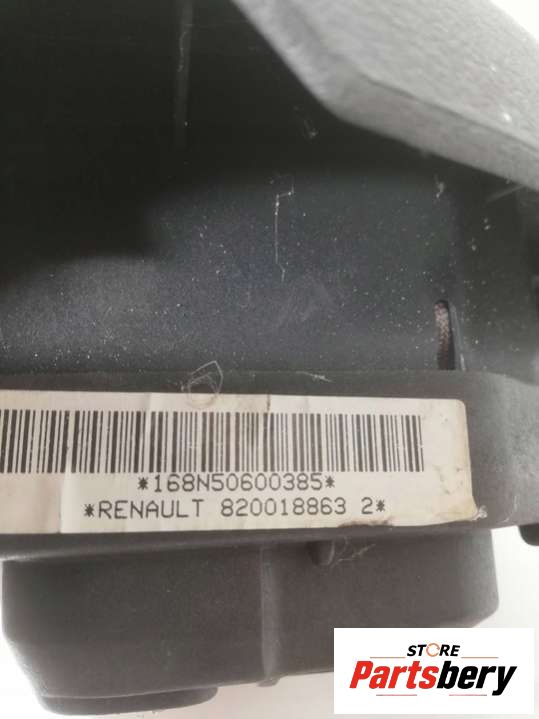 *168N50600385*
*RENAULT 820018863 2*
STORE
Partsbery